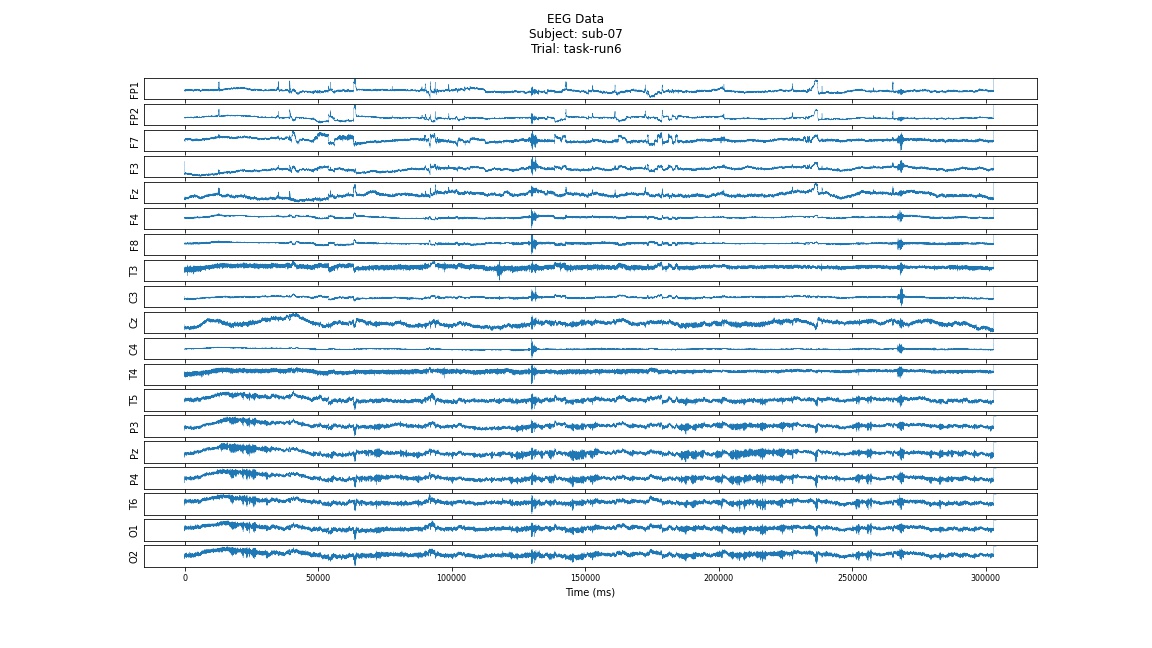 EEG Data
Subject: sub-07
Trial: task-run6
FP1
FP2
F7
F3
Fz
F4
F8
T3
C3
Cz
C4
T4
T5
P3
Pz
P4
T6
O1
O2
0 50000 100000 150000 200000 250000 300000
Time (ms)